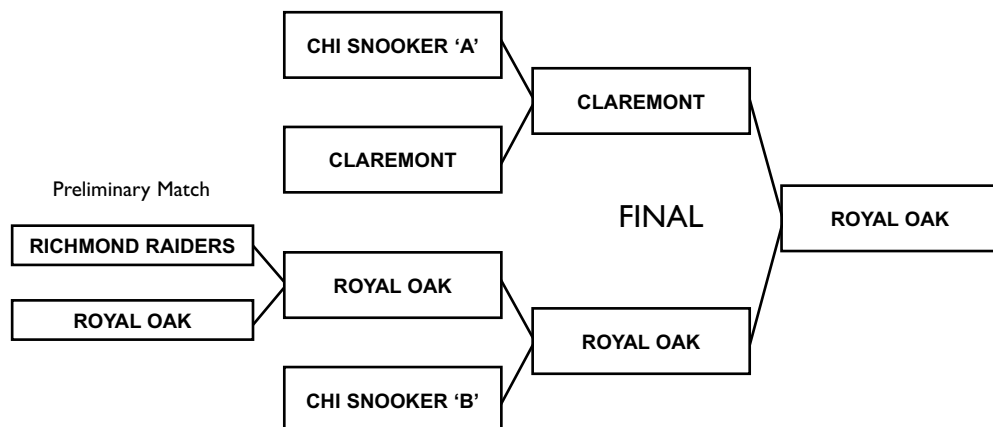 CHI SNOOKER ‘A’
CLAREMONT
CLAREMONT
Preliminary Match
FINAL
ROYAL OAK
RICHMOND RAIDERS
ROYAL OAK
ROYAL OAK
ROYAL OAK
CHI SNOOKER ‘B’